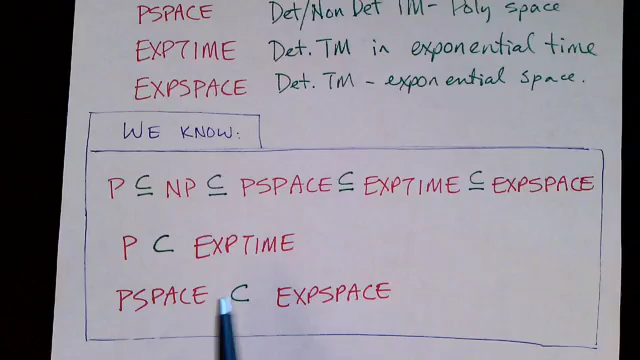 PSPACE Det/Non Det TM - Poly space
EXPTIME Det. TM in exponential time
EXPSPACE Det. TM - exponential space.
WE KNOW:
P ⊆ NP ⊆ PSPACE ⊆ EXPTIME ⊆ EXPSPACE
P ⊂ EXPTIME
PSPACE ⊂ EXPSPACE